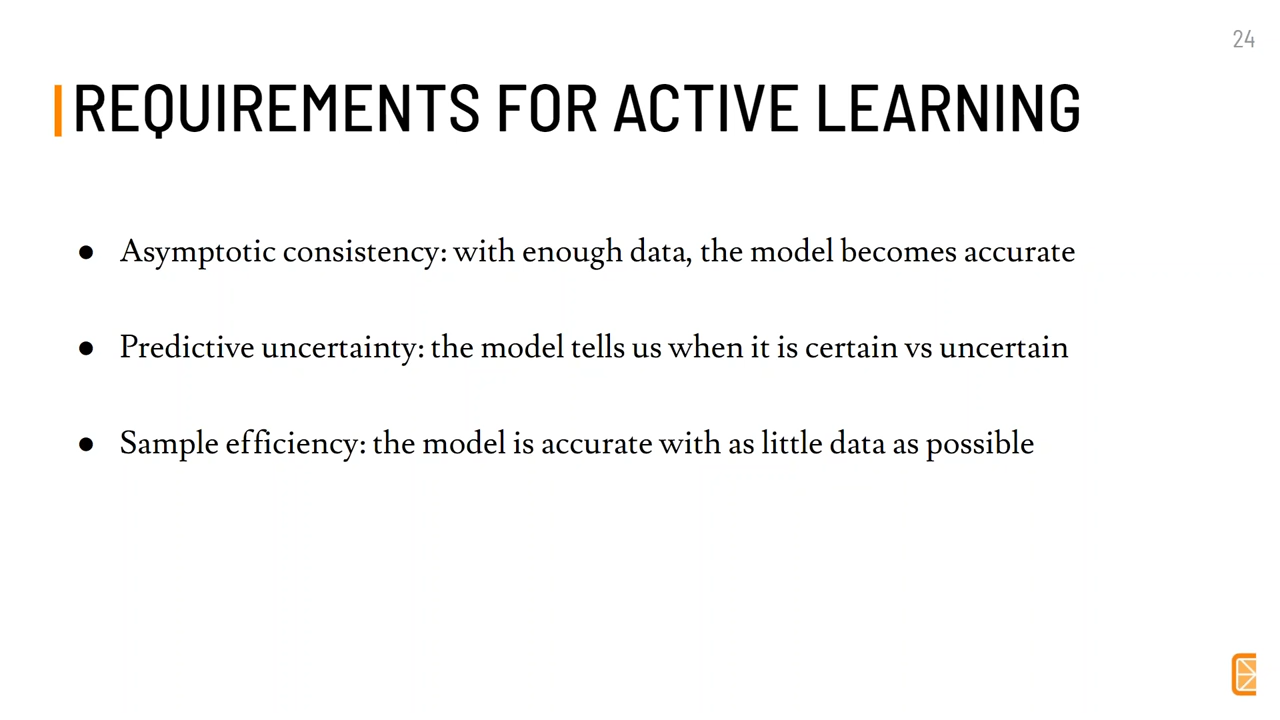 24
REQUIREMENTS FOR ACTIVE LEARNING
● Asymptotic consistency: with enough data, the model becomes accurate
● Predictive uncertainty: the model tells us when it is certain vs uncertain
● Sample efficiency: the model is accurate with as little data as possible